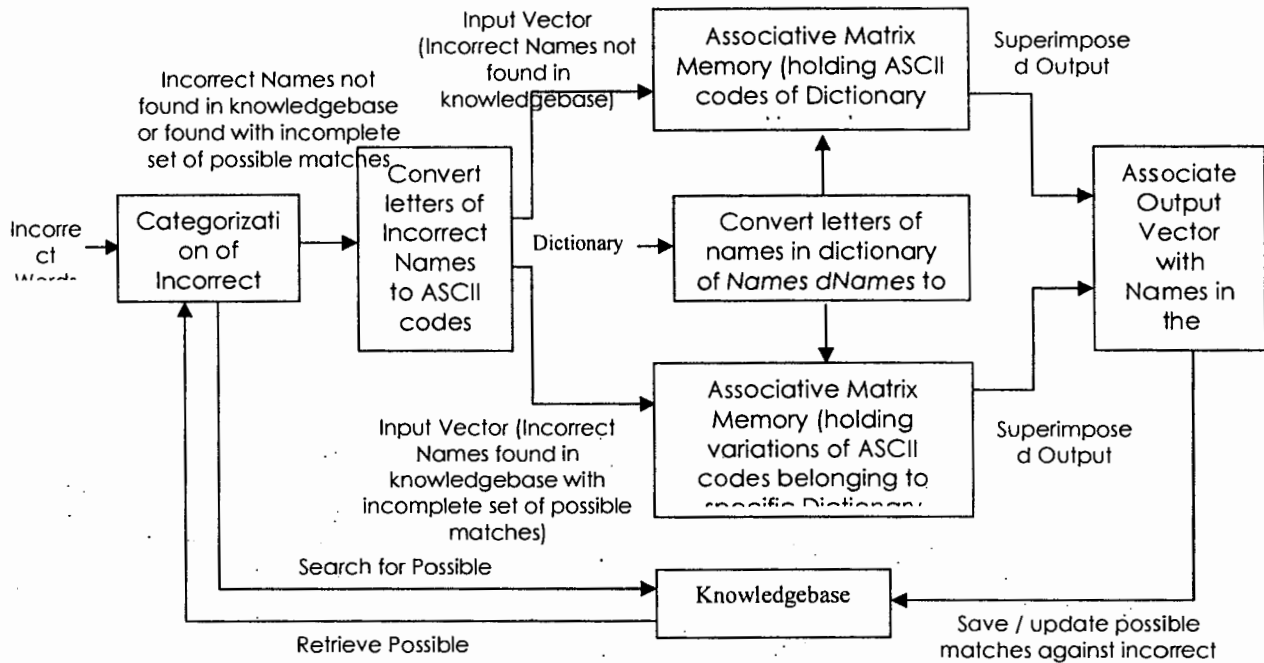 Incorre
ct
Words
Categorizati
on of
Incorrect
Incorrect Names not
found in knowledgebase
or found with incomplete
set of possible matches
Convert
letters of
Incorrect
Names
to ASCII
codes
Input Vector
(Incorrect Names not
found in
knowledgebase)
Associative Matrix
Memory (holding ASCII
codes of Dictionary
Superimpose
d Output
Dictionary
Convert letters of
names in dictionary
of Names dNames to
Associate
Output
Vector
with
Names in
the
Input Vector (Incorrect
Names found in
knowledgebase with
incomplete set of possible
matches)
Associative Matrix
Memory (holding
variations of ASCII
codes belonging to
specific Dictionary
Superimpose
d Output
Search for Possible
Knowledgebase
Retrieve Possible
Save / update possible
matches against incorrect